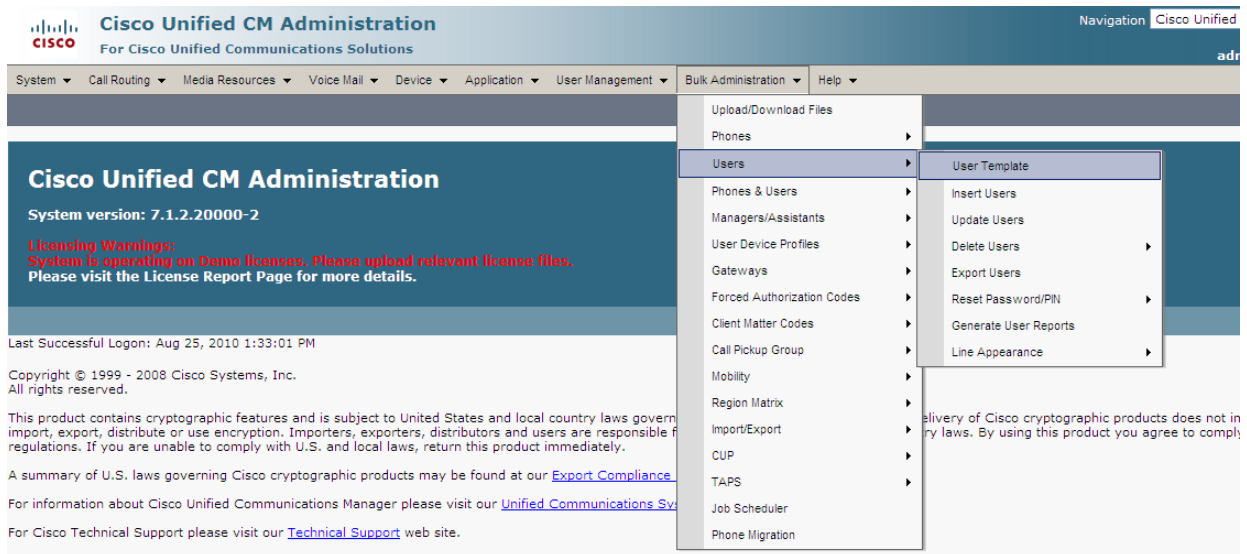 Cisco Unified CM Administration
Navigation Cisco Unified
CISCO
For Cisco Unified Communications Solutions
adr
System Call Routing Media Resources Voice Mail Device Application User Management Bulk Administration Help
Upload/Download Files
Phones
Users
Phones & Users
Managers/Assistants
User Device Profiles
Gateways
Forced Authorization Codes
Client Matter Codes
Call Pickup Group
Mobility
Region Matrix
Import/Export
CUP
TAPS
Job Scheduler
Phone Migration
User Template
Insert Users
Update Users
Delete Users
Export Users
Reset Password/PIN
Generate User Reports
Line Appearance
Cisco Unified CM Administration
System version: 7.1.2.20000-2
Licensing Warnings:
System is operating on Demo licenses. Please upload relevant license files.
Please visit the License Report Page for more details.
Last Successful Logon: Aug 25, 2010 1:33:01 PM
Copyright © 1999 - 2008 Cisco Systems, Inc.
All rights reserved.
This product contains cryptographic features and is subject to United States and local country laws govern elivery of Cisco cryptographic products does not im
import, export, distribute or use encryption. Importers, exporters, distributors and users are responsible f ry laws. By using this product you agree to comply
regulations. If you are unable to comply with U.S. and local laws, return this product immediately.
A summary of U.S. laws governing Cisco cryptographic products may be found at our Export Compliance
For information about Cisco Unified Communications Manager please visit our Unified Communications Sy
For Cisco Technical Support please visit our Technical Support web site.